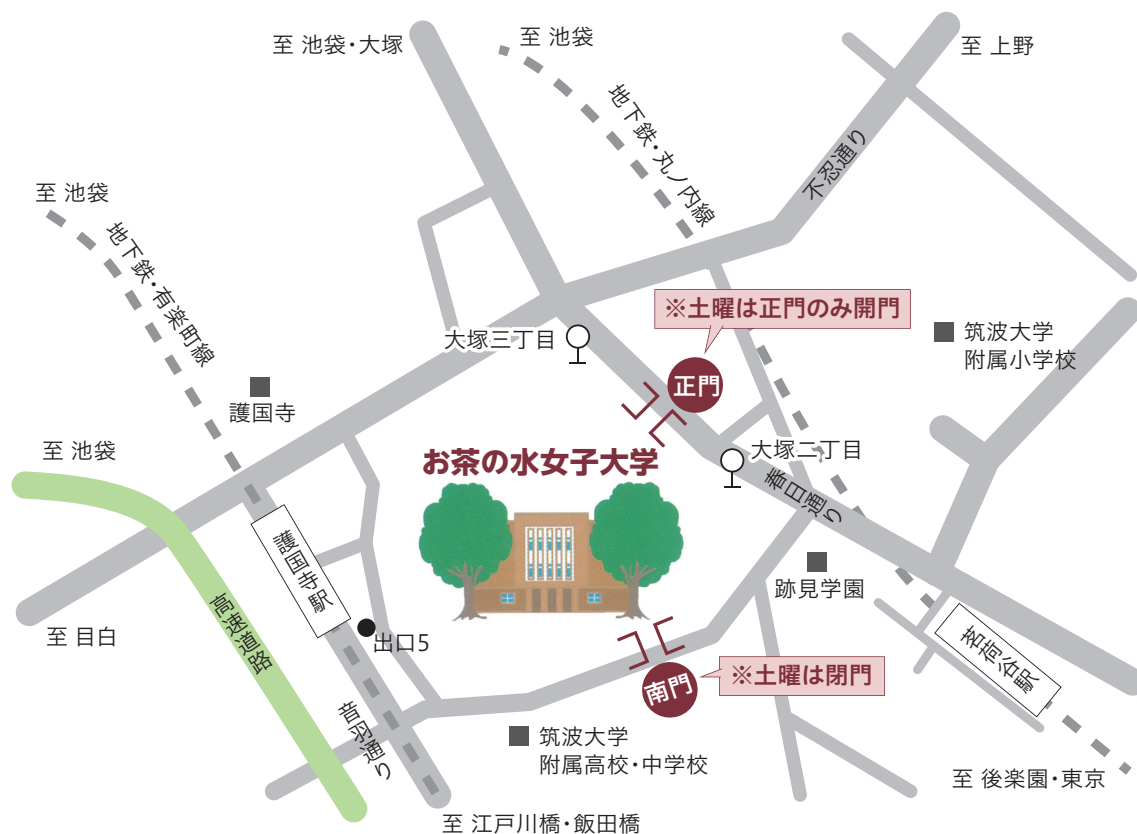 至 池袋・大塚
至 池袋
至 上野
地下鉄・丸ノ内線
不忍通り
至 池袋
地下鉄・有楽町線
※土曜は正門のみ開門
大塚三丁目
筑波大学
附属小学校
正門
護国寺
至 池袋
お茶の水女子大学
大塚二丁目
春日通り
護国寺駅
跡見学園
高速道路
至 目白
出口5
茗荷谷駅
※土曜は閉門
南門
音羽通り
筑波大学
附属高校・中学校
至 後楽園・東京
至 江戸川橋・飯田橋